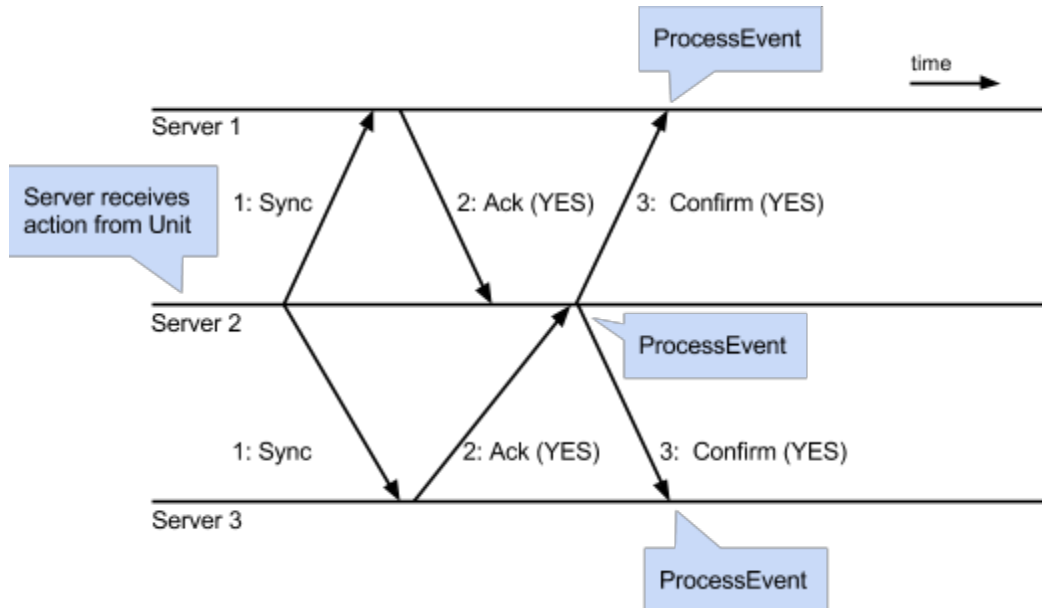 ProcessEvent
time
Server 1
Server receives
action from Unit
1: Sync
2: Ack (YES)
3: Confirm (YES)
Server 2
ProcessEvent
1: Sync
2: Ack (YES)
3: Confirm (YES)
Server 3
ProcessEvent